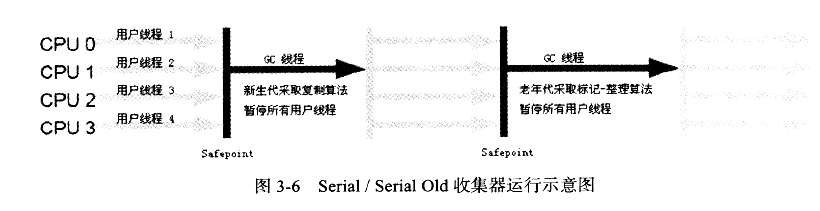 CPU 0 用户线程 1
CPU 1 用户线程 2
CPU 2 用户线程 3
CPU 3 用户线程 4
GC 线程
新生代采取复制算法
暂停所有用户线程
Safepoint
GC 线程
老年代采取标记-整理算法
暂停所有用户线程
Safepoint
图 3-6 Serial / Serial Old 收集器运行示意图